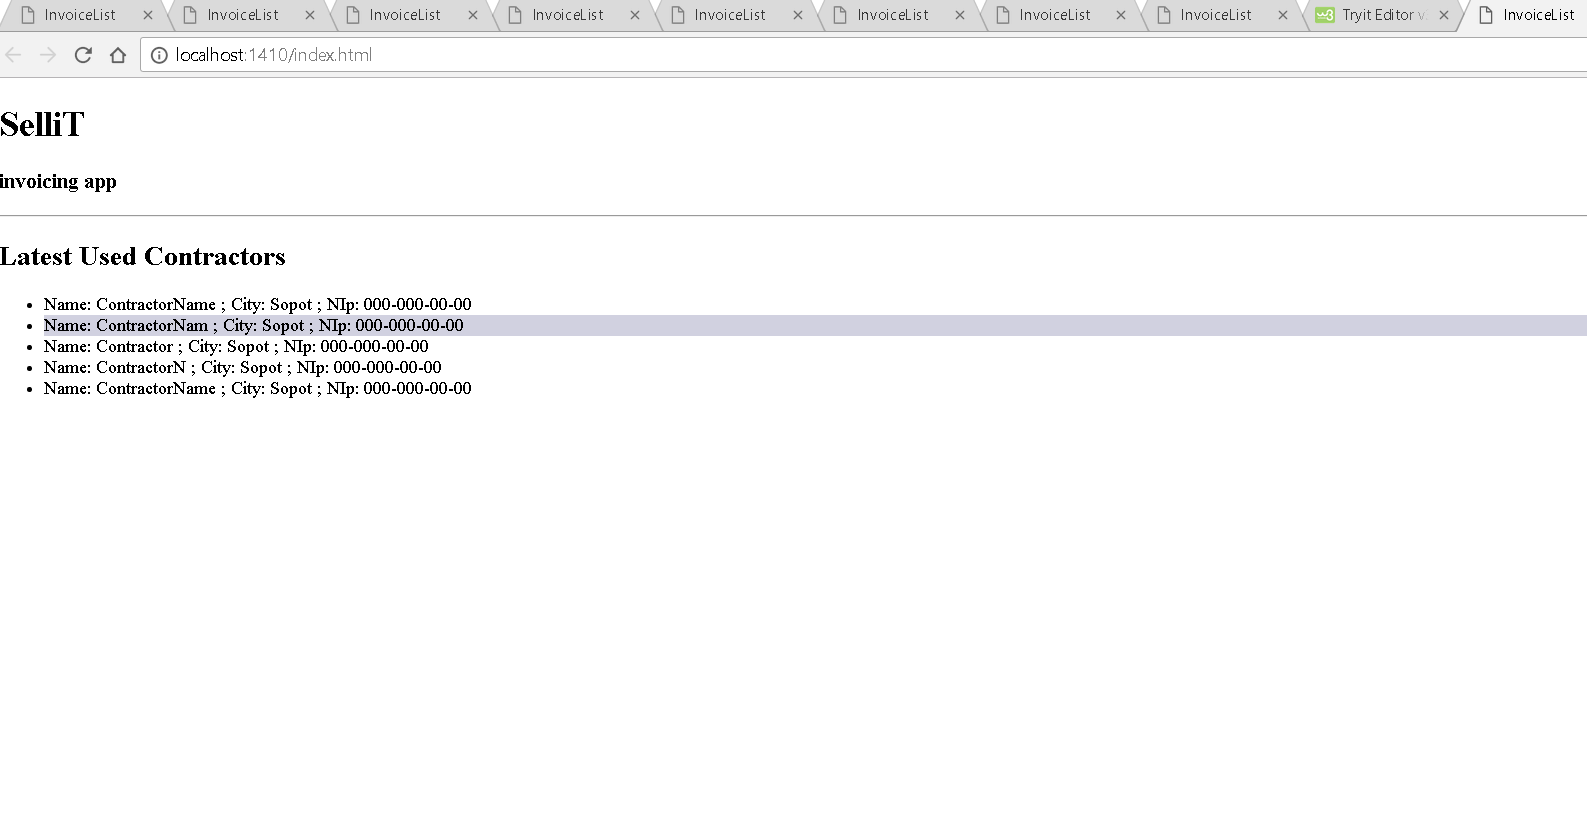 InvoiceList InvoiceList InvoiceList InvoiceList InvoiceList InvoiceList InvoiceList InvoiceList Tryit Editor v InvoiceList
localhost:1410/index.html
SelliT
invoicing app
Latest Used Contractors
• Name: ContractorName ; City: Sopot ; NIp: 000-000-00-00
• Name: ContractorNam ; City: Sopot ; NIp: 000-000-00-00
• Name: Contractor ; City: Sopot ; NIp: 000-000-00-00
• Name: ContractorN ; City: Sopot ; NIp: 000-000-00-00
• Name: ContractorName ; City: Sopot ; NIp: 000-000-00-00